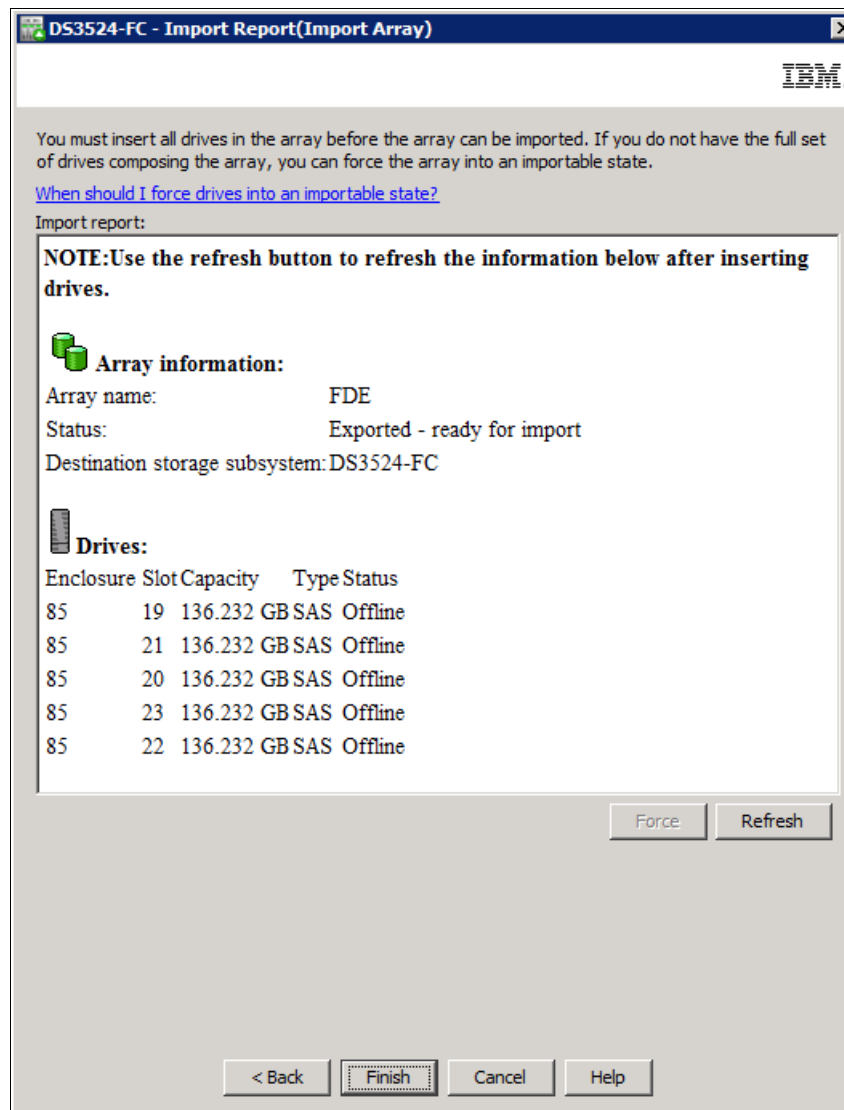 DS3524-FC - Import Report(Import Array)
IBM
You must insert all drives in the array before the array can be imported. If you do not have the full set
of drives composing the array, you can force the array into an importable state.
When should I force drives into an importable state?
Import report:
NOTE:Use the refresh button to refresh the information below after inserting
drives.
Array information:
Array name: FDE
Status: Exported - ready for import
Destination storage subsystem: DS3524-FC
Drives:
Enclosure Slot Capacity Type Status
85 19 136.232 GB SAS Offline
85 21 136.232 GB SAS Offline
85 20 136.232 GB SAS Offline
85 23 136.232 GB SAS Offline
85 22 136.232 GB SAS Offline
Force Refresh
< Back Finish Cancel Help